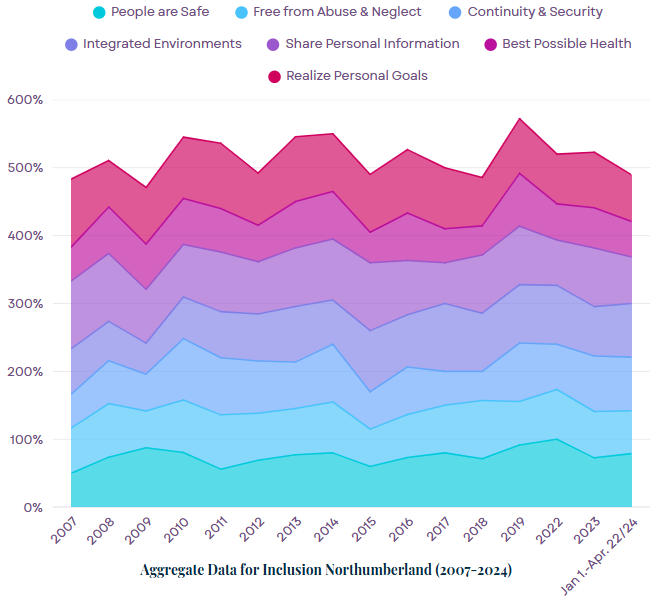 People are Safe Free from Abuse & Neglect Continuity & Security
Integrated Environments Share Personal Information Best Possible Health
Realize Personal Goals
600%
500%
400%
300%
200%
100%
0%
2007 2008 2009 2010 2011 2012 2013 2014 2015 2016 2017 2018 2019 2022 2023 Jan 1.-Apr. 22/24
Aggregate Data for Inclusion Northumberland (2007-2024)